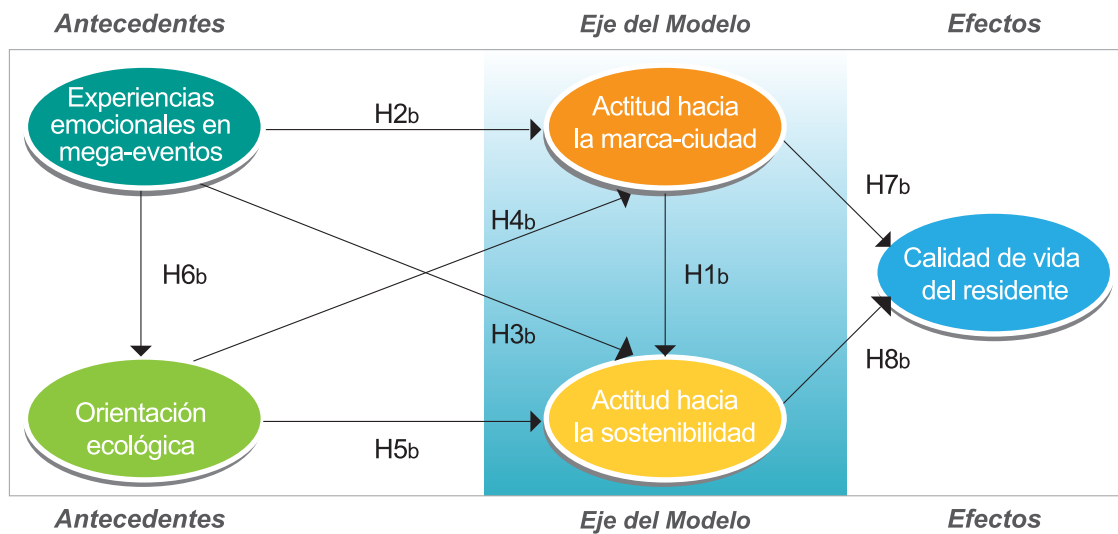 Antecedentes
Eje del Modelo
Efectos
Experiencias
emocionales en
mega-eventos
H2b
Actitud hacia
la marca-ciudad
H7b
H4b
H6b
H1b
Calidad de vida
del residente
H3b
H8b
Orientación
ecológica
H5b
Actitud hacia
la sostenibilidad
Antecedentes
Eje del Modelo
Efectos